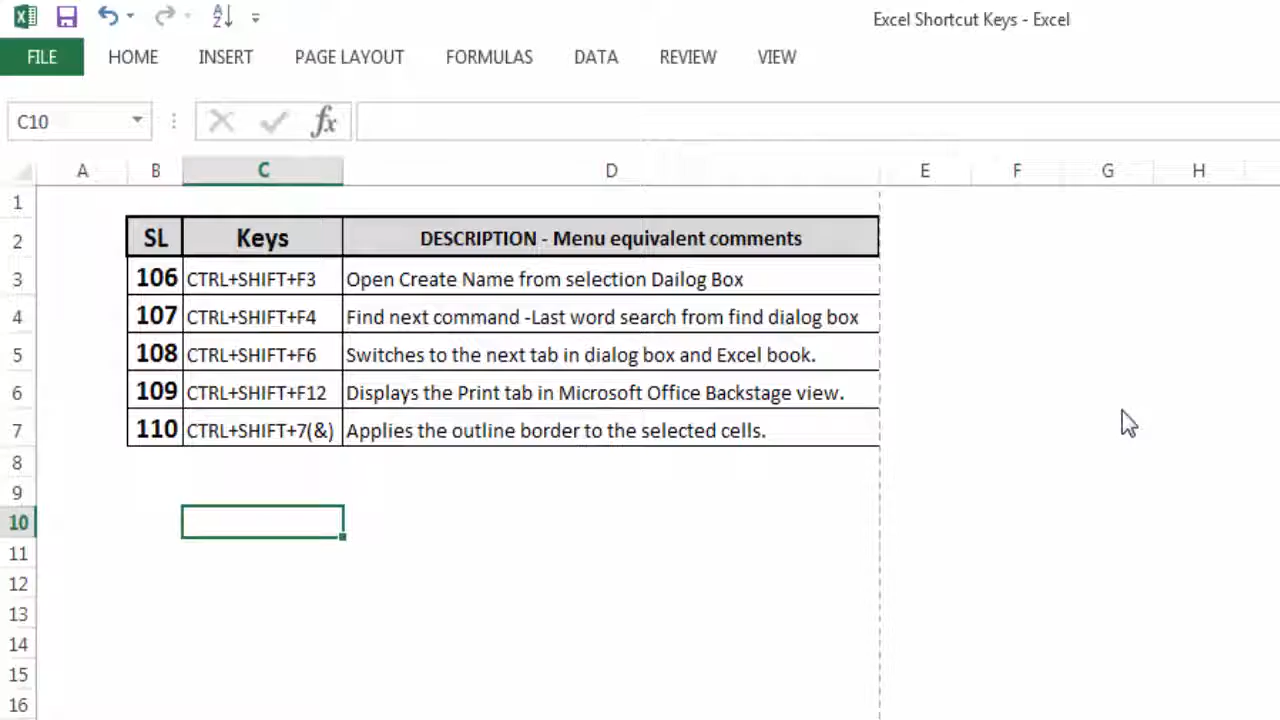 Excel Shortcut Keys - Excel
FILE HOME INSERT PAGE LAYOUT FORMULAS DATA REVIEW VIEW
C10 fx
A B C D E F G H
1
2 SL Keys DESCRIPTION - Menu equivalent comments
3 106 CTRL+SHIFT+F3 Open Create Name from selection Dailog Box
4 107 CTRL+SHIFT+F4 Find next command -Last word search from find dialog box
5 108 CTRL+SHIFT+F6 Switches to the next tab in dialog box and Excel book.
6 109 CTRL+SHIFT+F12 Displays the Print tab in Microsoft Office Backstage view.
7 110 CTRL+SHIFT+7(&) Applies the outline border to the selected cells.
8
9
10
11
12
13
14
15
16